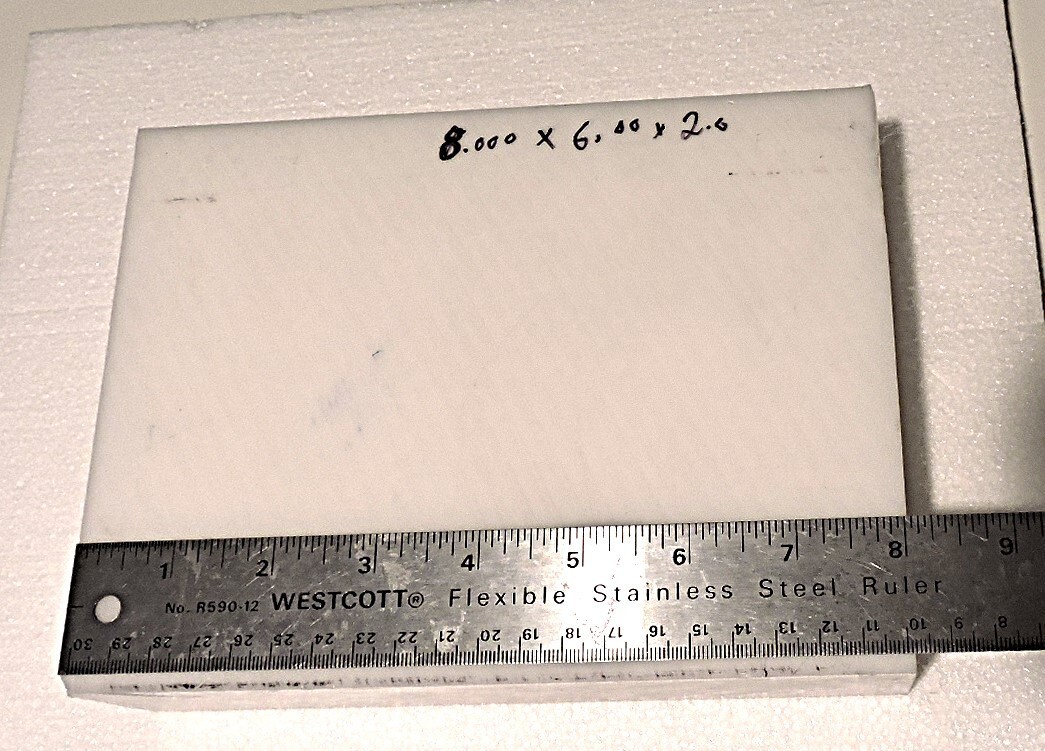 8.000 x 6.00 x 2.0
1 2 3 4 5 6 7 8 9
No. R590-12 WESTCOTT® Flexible Stainless Steel Ruler
30 29 28 27 26 25 24 23 22 21 20 19 18 17 16 15 14 13 12 11 10 9 8